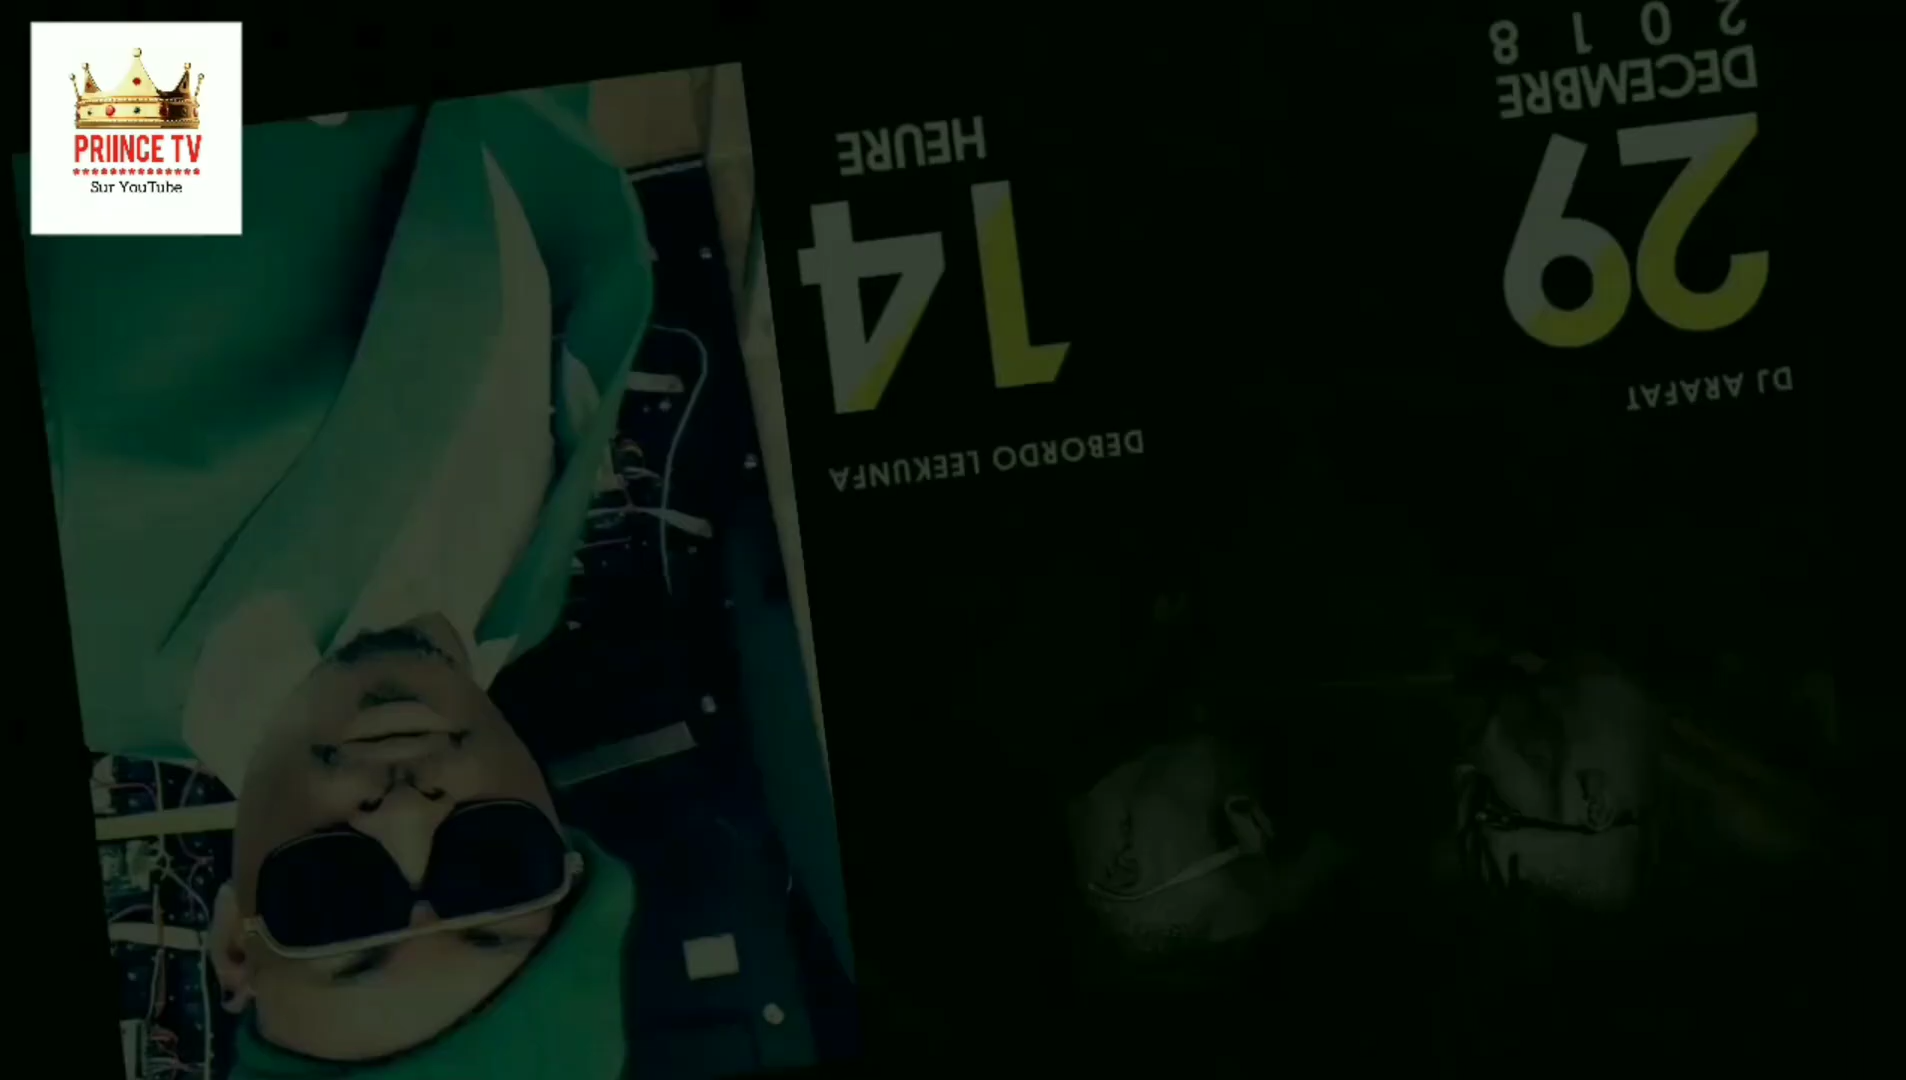 PRIINCE TV
Sur YouTube
DJ ARAFAT
29
DECEMBRE
2018
DEBORDO LEEKUNFA
14
HEURE